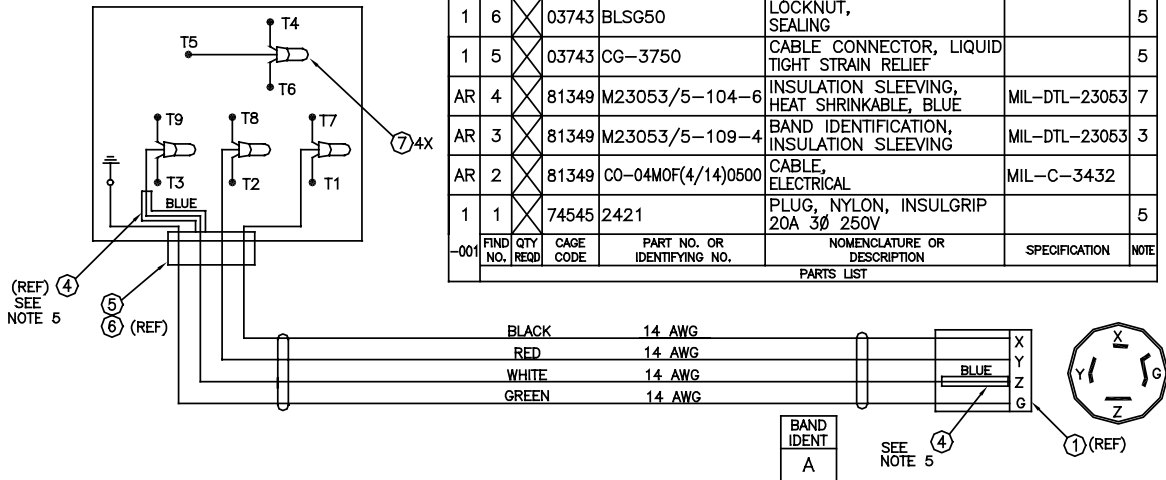 1 6 03743 BLSG50 LOCKNUT, SEALING 5
1 5 03743 CG-3750 CABLE CONNECTOR, LIQUID TIGHT STRAIN RELIEF 5
AR 4 81349 M23053/5-104-6 INSULATION SLEEVING, HEAT SHRINKABLE, BLUE MIL-DTL-23053 7
AR 3 81349 M23053/5-109-4 BAND IDENTIFICATION, INSULATION SLEEVING MIL-DTL-23053 3
AR 2 81349 CO-04MOF(4/14)0500 CABLE, ELECTRICAL MIL-C-3432
1 1 74545 2421 PLUG, NYLON, INSULGRIP 20A 3Ø 250V 5
-001 FIND NO. QTY REQD CAGE CODE PART NO. OR IDENTIFYING NO. NOMENCLATURE OR DESCRIPTION SPECIFICATION NOTE
PARTS LIST
T4
T5
T6
T9
T8
T7
7 4X
T3
T2
T1
BLUE
(REF) 4
SEE
NOTE 5
5
6 (REF)
BLACK 14 AWG X
RED 14 AWG Y
WHITE 14 AWG BLUE Z
GREEN 14 AWG G
X
Y
G
Z
BAND
IDENT
A
SEE
NOTE 5
4
1 (REF)